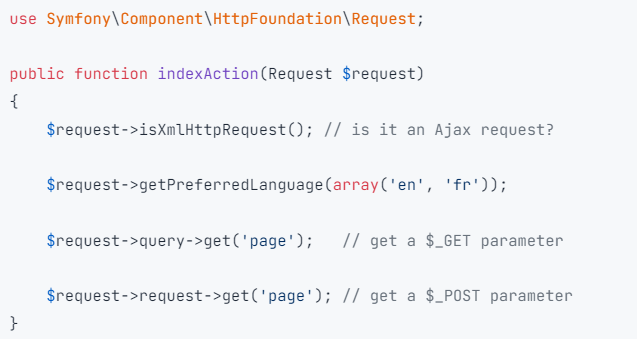 use Symfony\Component\HttpFoundation\Request;
public function indexAction(Request $request)
{
    $request->isXmlHttpRequest(); // is it an Ajax request?
    $request->getPreferredLanguage(array('en', 'fr'));
    $request->query->get('page');   // get a $_GET parameter
    $request->request->get('page'); // get a $_POST parameter
}